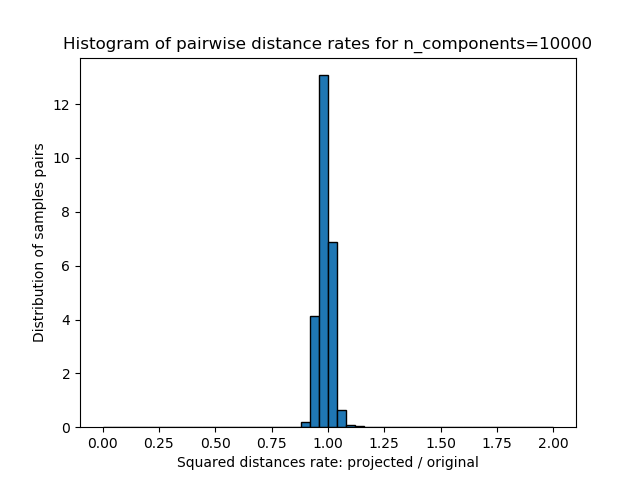 Histogram of pairwise distance rates for n_components=10000
Distribution of samples pairs
12
10
8
6
4
2
0
0.00 0.25 0.50 0.75 1.00 1.25 1.50 1.75 2.00
Squared distances rate: projected / original